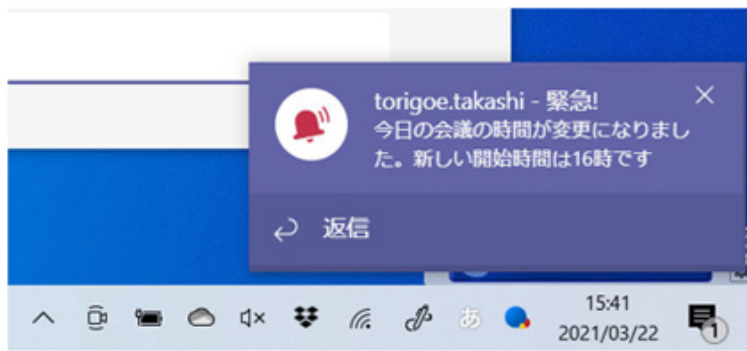 torigoe.takashi - 緊急!
今日の会議の時間が変更になりまし
た。新しい開始時間は16時です
返信
あ
15:41
2021/03/22
1